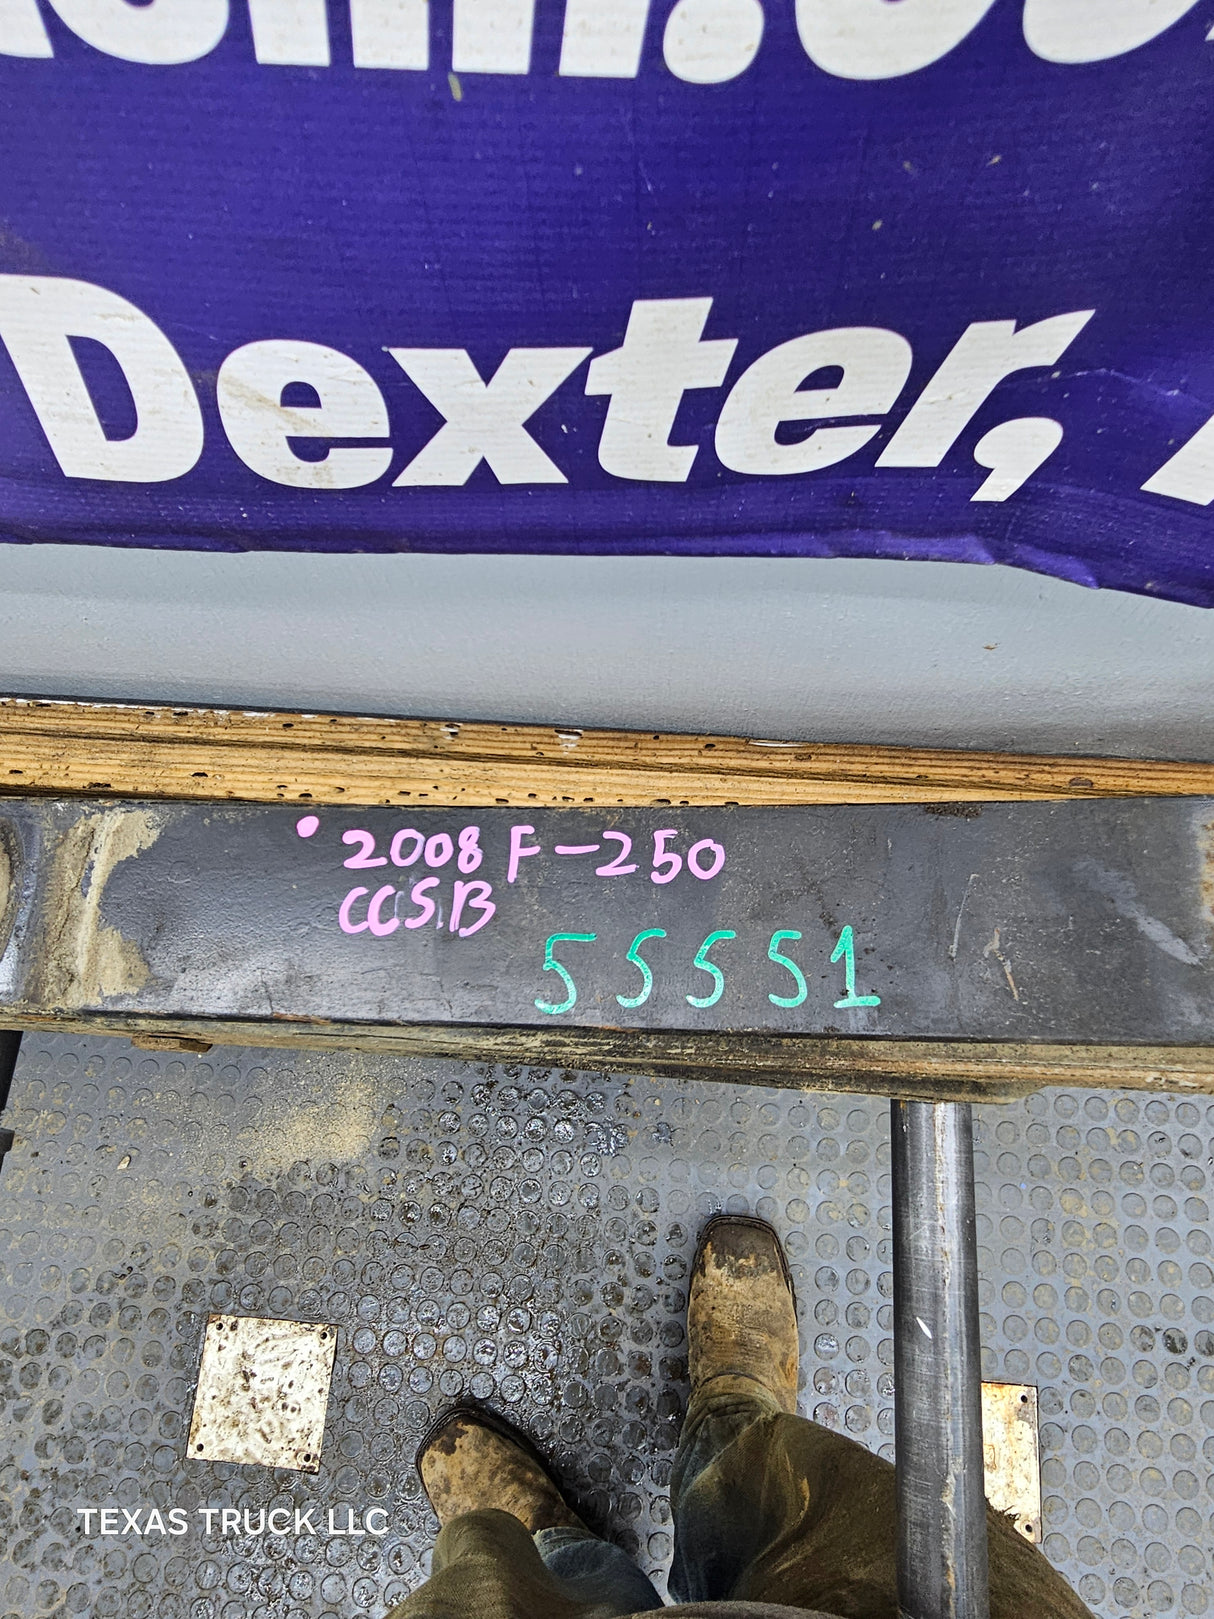 Dexter,
2008 F-250
CCSB
55551
TEXAS TRUCK LLC